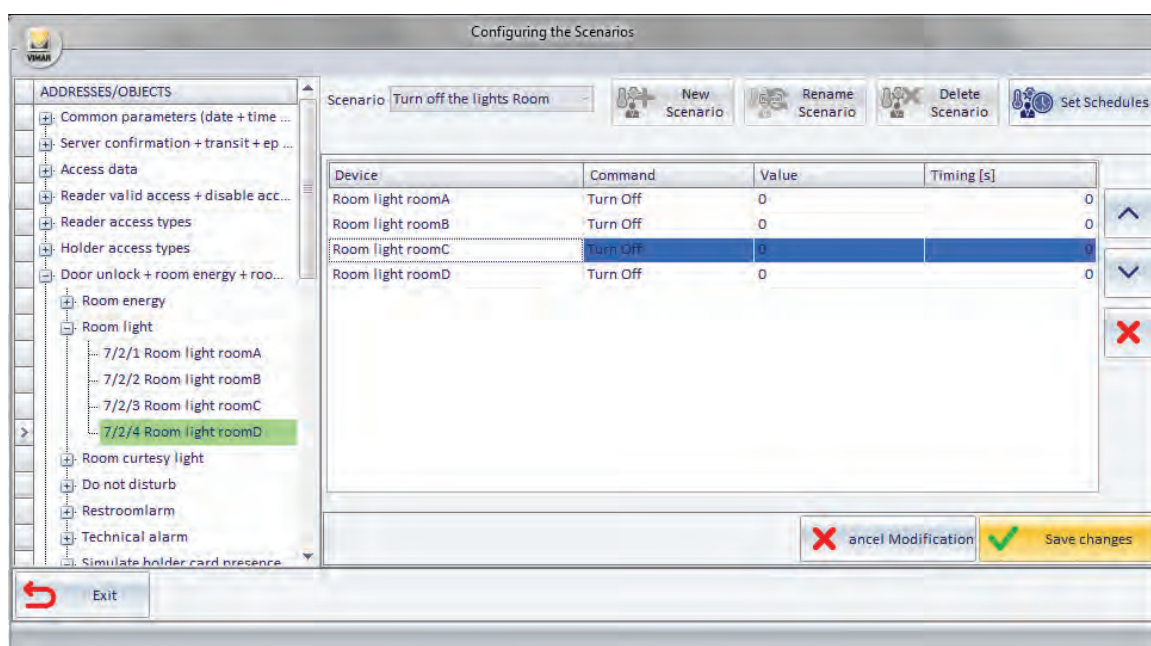 Configuring the Scenarios
VIMAR
ADDRESSES/OBJECTS
Common parameters (date + time ...
Server confirmation + transit + ep ...
Access data
Reader valid access + disable acc...
Reader access types
Holder access types
Door unlock + room energy + roo...
Room energy
Room light
7/2/1 Room light roomA
7/2/2 Room light roomB
7/2/3 Room light roomC
7/2/4 Room light roomD
Room curtesy light
Do not disturb
Restroomlarm
Technical alarm
Simulate holder card presence
Scenario Turn off the lights Room
New
Scenario
Rename
Scenario
Delete
Scenario
Set Schedules
Device Command Value Timing [s]
Room light roomA Turn Off 0 0
Room light roomB Turn Off 0 0
Room light roomC Turn Off 0 0
Room light roomD Turn Off 0 0
ancel Modification
Save changes
Exit